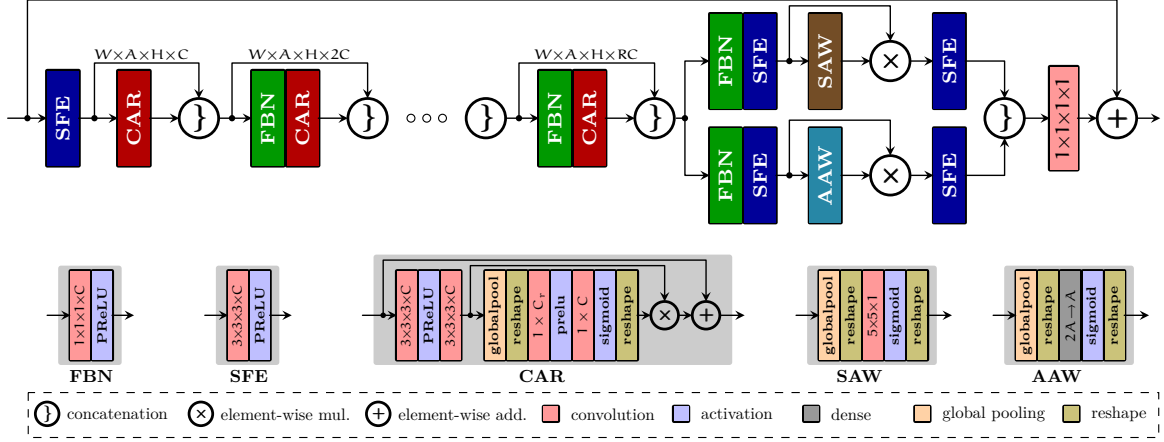 W×A×H×C
W×A×H×2C
W×A×H×RC
SFE
CAR
}
FBN
CAR
}
}
FBN
CAR
}
FBN
SFE
SAW
×
SFE
FBN
SFE
AAW
×
SFE
}
1×1×1×1
+
1×1×1×C
PReLU
FBN
3×3×3×C
PReLU
SFE
3×3×3×C
PReLU
3×3×3×C
globalpool
reshape
1 × Cᵣ
prelu
1 × C
sigmoid
reshape
×
+
CAR
globalpool
reshape
5×5×1
sigmoid
reshape
SAW
globalpool
reshape
2A→A
sigmoid
reshape
AAW
} concatenation × element-wise mul. + element-wise add. convolution activation dense global pooling reshape